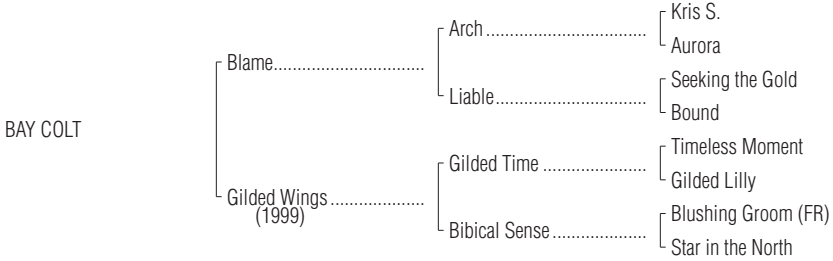 Kris S.
Arch
Aurora
Blame
Seeking the Gold
Liable
Bound
BAY COLT
Timeless Moment
Gilded Time
Gilded Lilly
Gilded Wings
(1999)
Blushing Groom (FR)
Bibical Sense
Star in the North